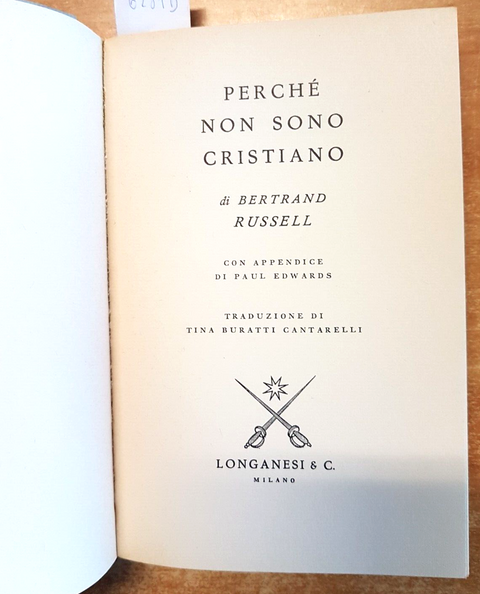 PERCHÉ
NON SONO
CRISTIANO
di BERTRAND
RUSSELL
CON APPENDICE
DI PAUL EDWARDS
TRADUZIONE DI
TINA BURATTI CANTARELLI
LONGANESI & C.
MILANO